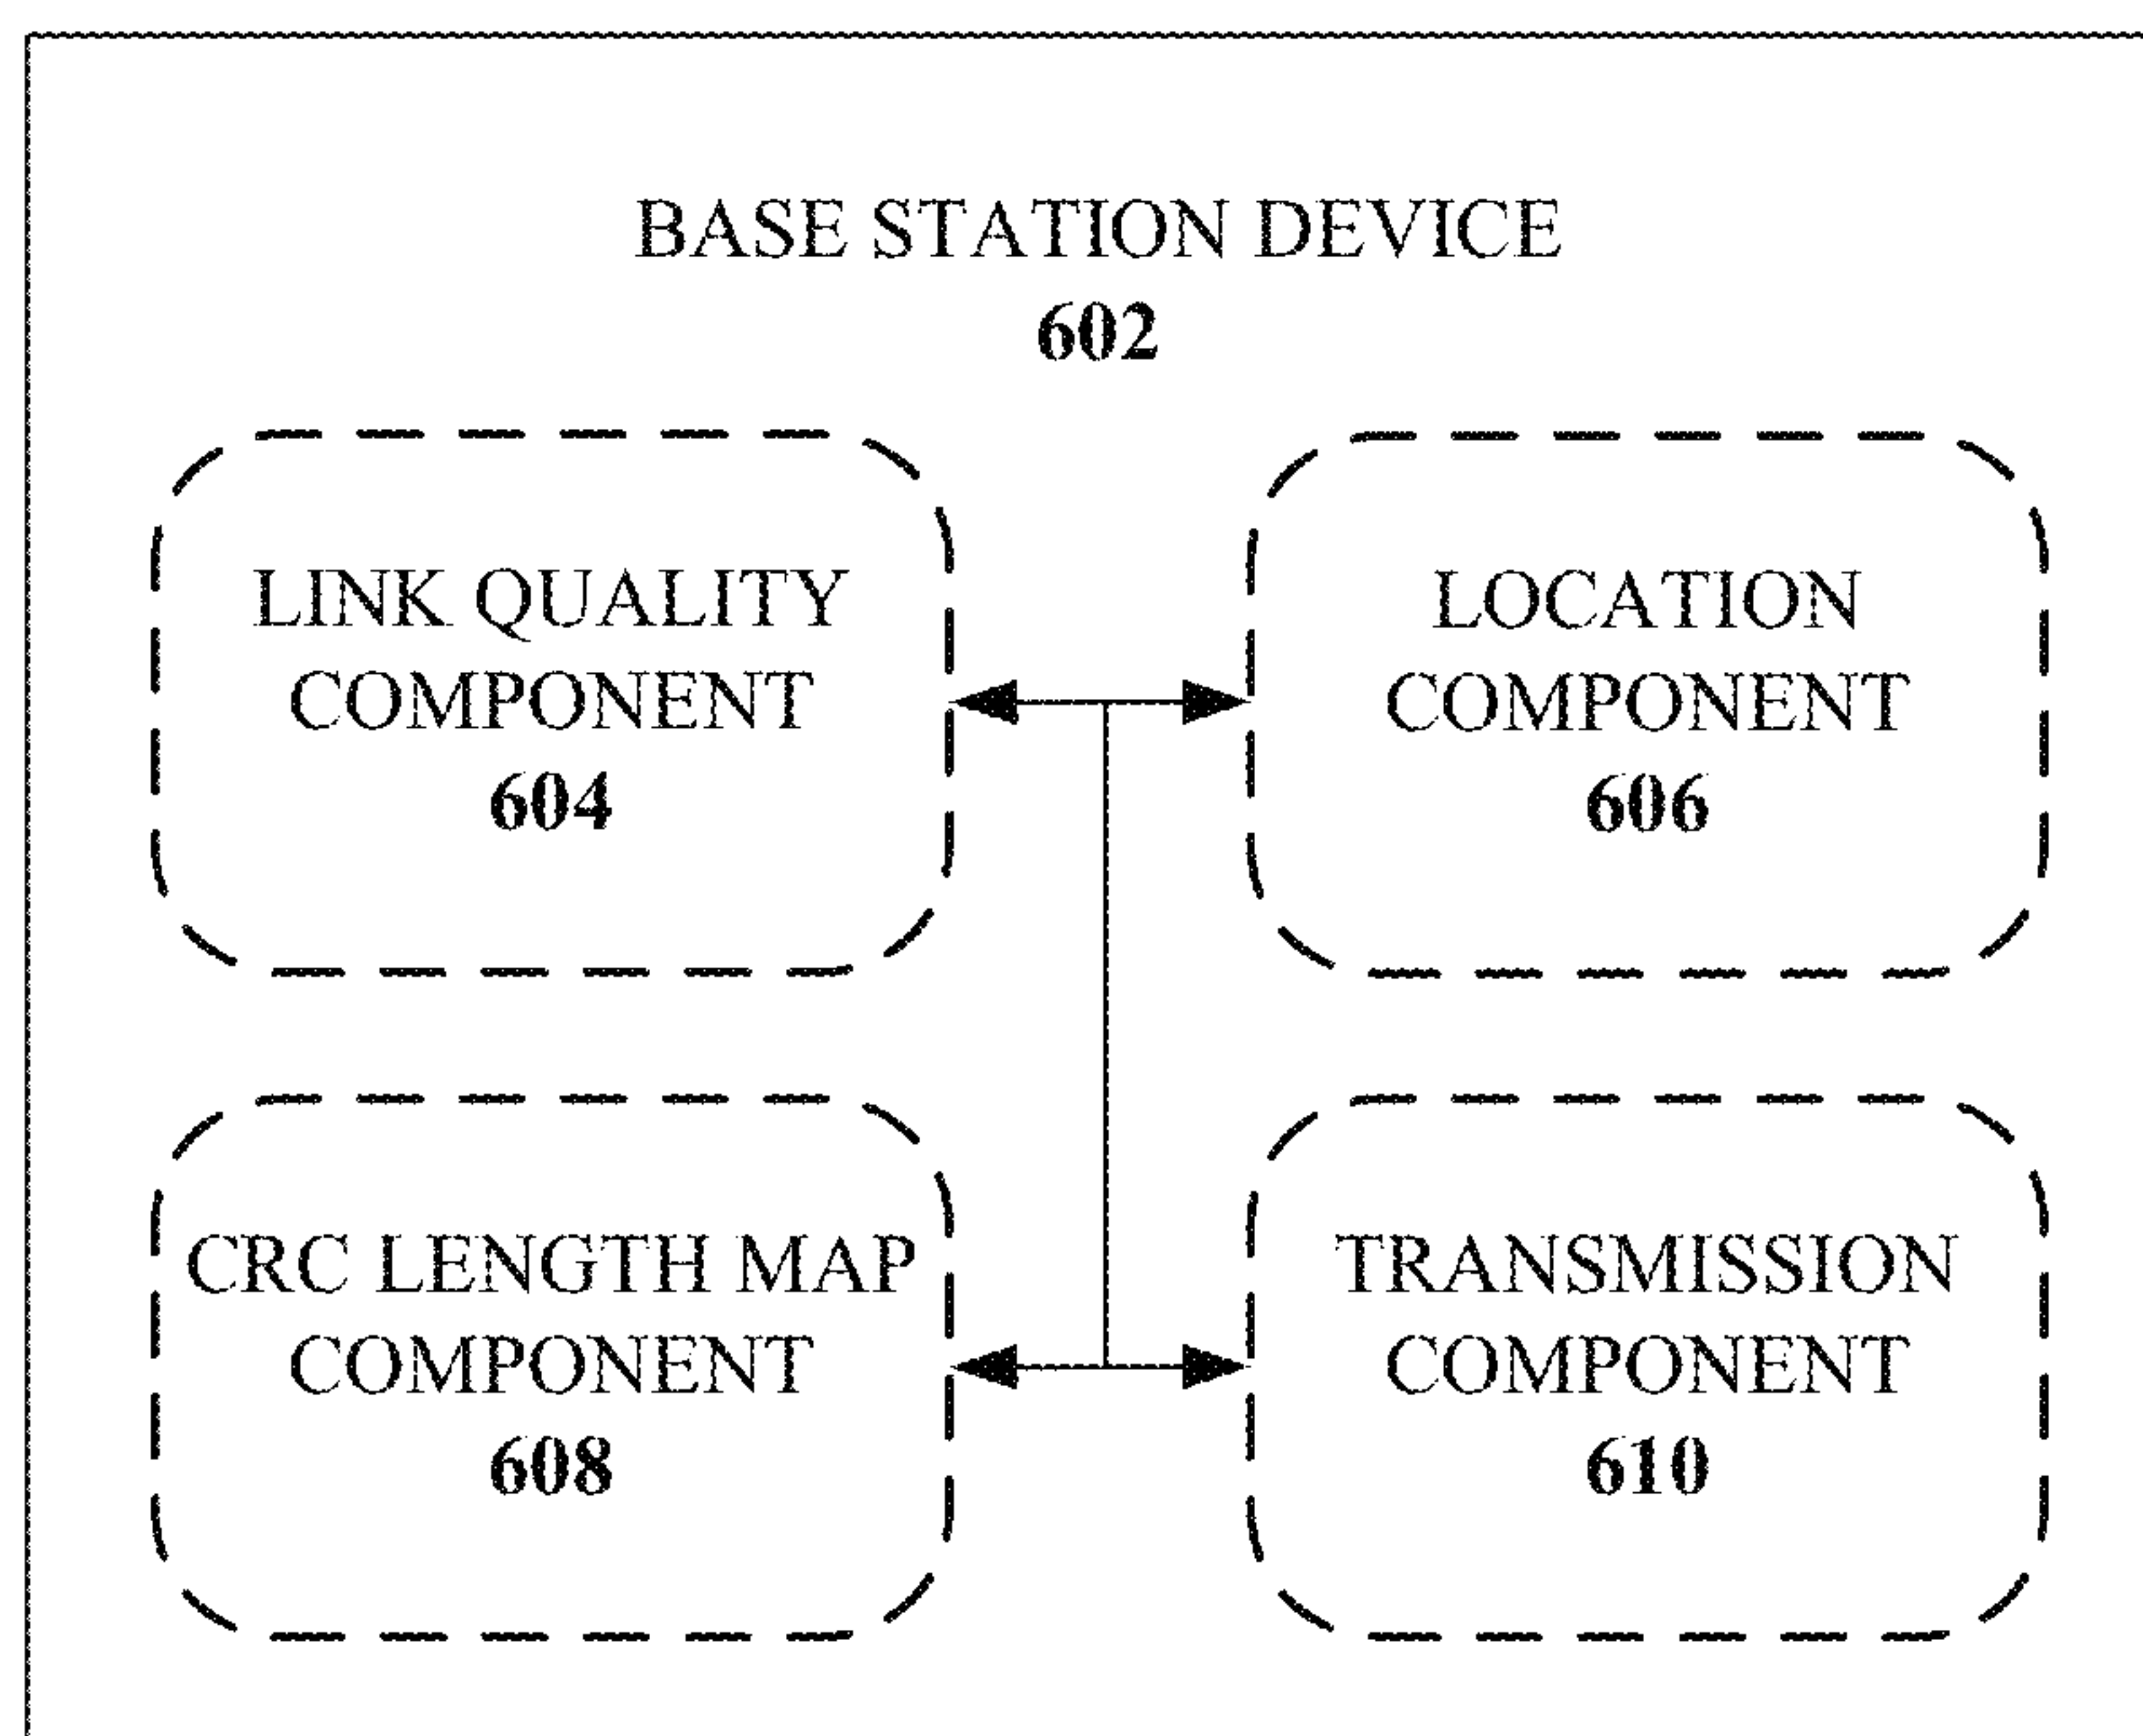 BASE STATION DEVICE
602
LINK QUALITY
COMPONENT
604
LOCATION
COMPONENT
606
CRC LENGTH MAP
COMPONENT
608
TRANSMISSION
COMPONENT
610